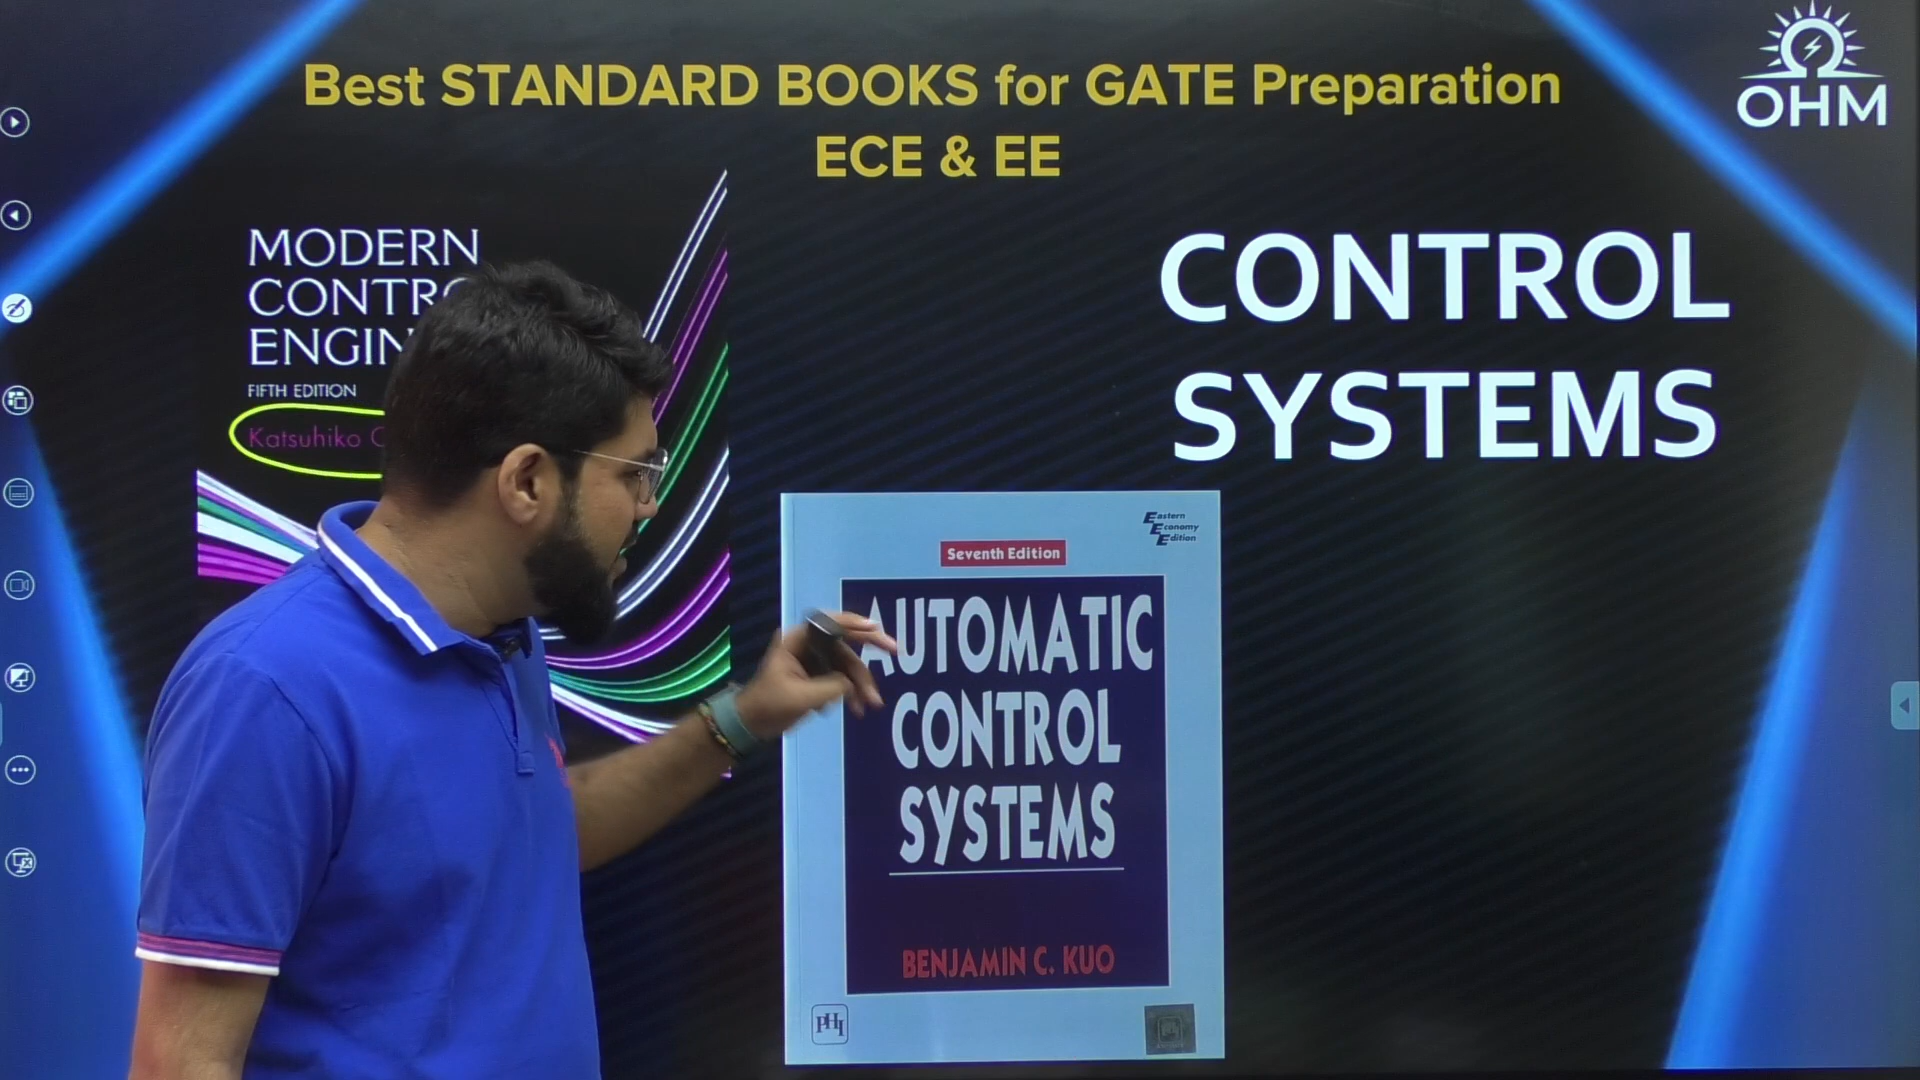 Best STANDARD BOOKS for GATE Preparation
ECE & EE
OHM
MODERN
FIFTH EDITION
Katsuhiko
CONTROL
SYSTEMS
Eastern
Economy
Edition
Seventh Edition
AUTOMATIC
CONTROL
SYSTEMS
BENJAMIN C. KUO
PHI